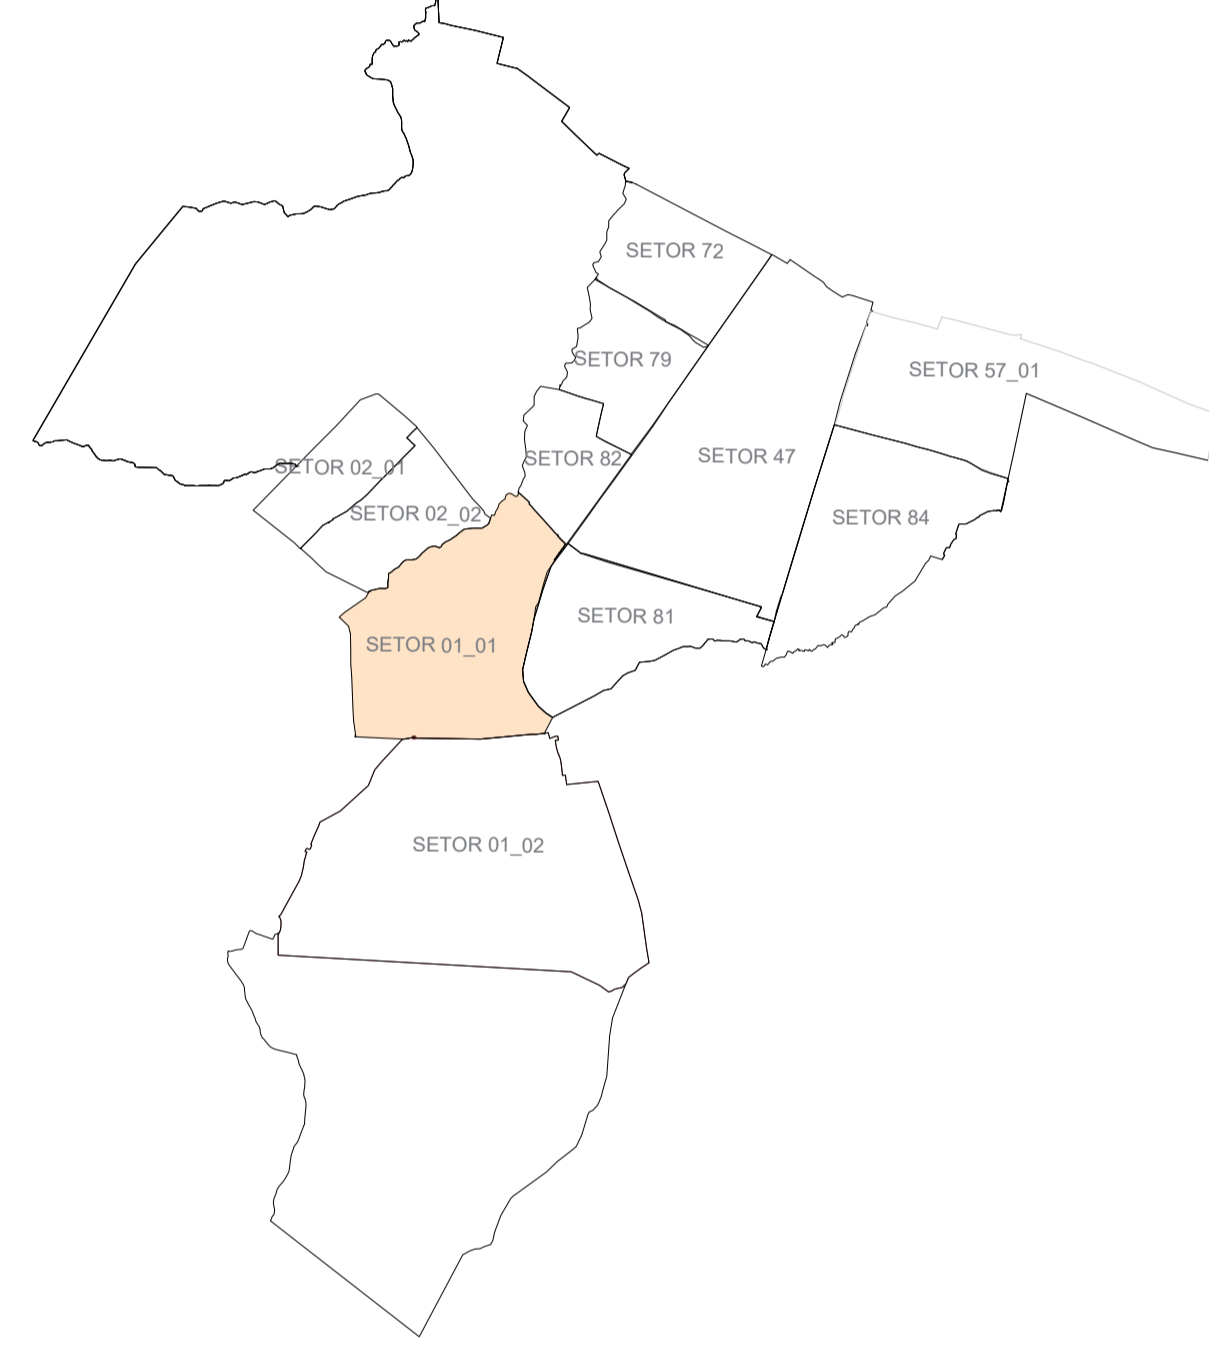 SETOR 72
SETOR 79
SETOR 57_01
SETOR 82
SETOR 47
SETOR 02_01
SETOR 02_02
SETOR 84
SETOR 81
SETOR 01_01
SETOR 01_02